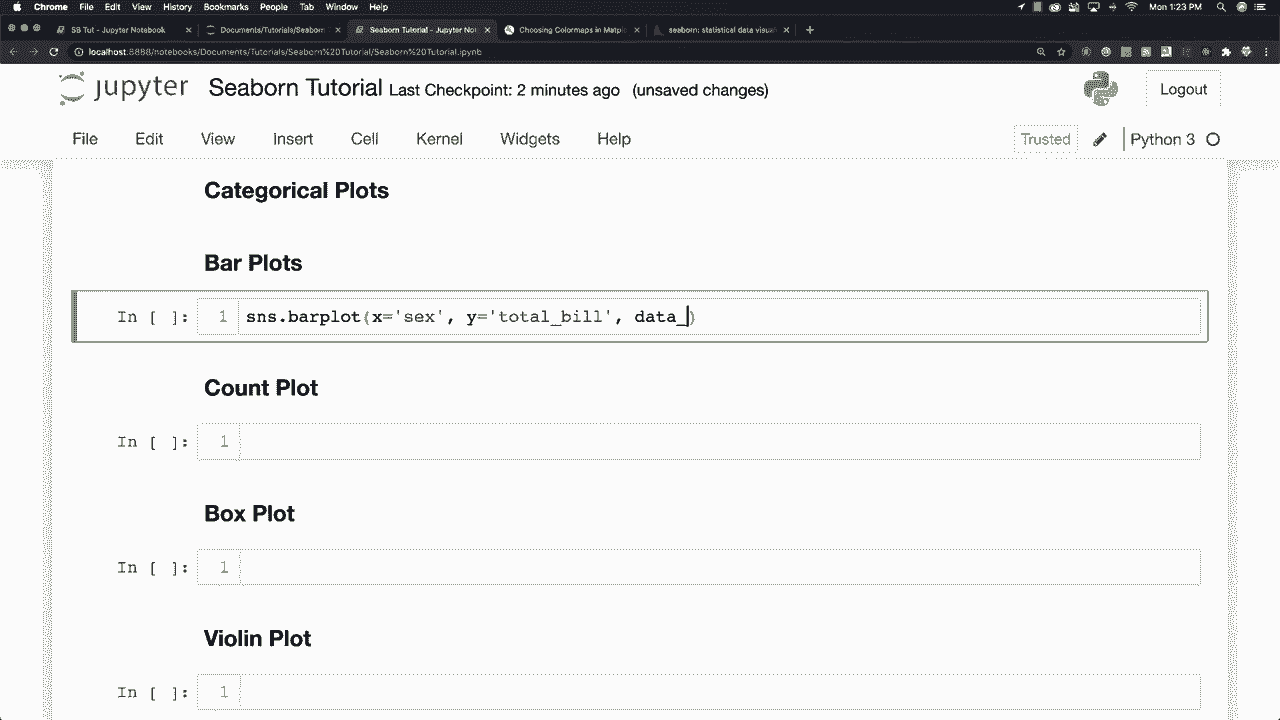 Chrome File Edit View History Bookmarks People Tab Window Help Mon 1:23 PM
SB Tut - Jupyter Notebook Documents/Tutorials/Seaborn Seaborn Tutorial - Jupyter Not Choosing Colormaps in Matplo seaborn: statistical data visual
localhost:8888/notebooks/Documents/Tutorials/Seaborn%20Tutorial/Seaborn%20Tutorial.ipynb
jupyter Seaborn Tutorial Last Checkpoint: 2 minutes ago (unsaved changes) Logout
File Edit View Insert Cell Kernel Widgets Help Trusted Python 3
Categorical Plots
Bar Plots
In [ ]: 1 sns.barplot(x='sex', y='total_bill', data_)
Count Plot
In [ ]: 1
Box Plot
In [ ]: 1
Violin Plot
In [ ]: 1